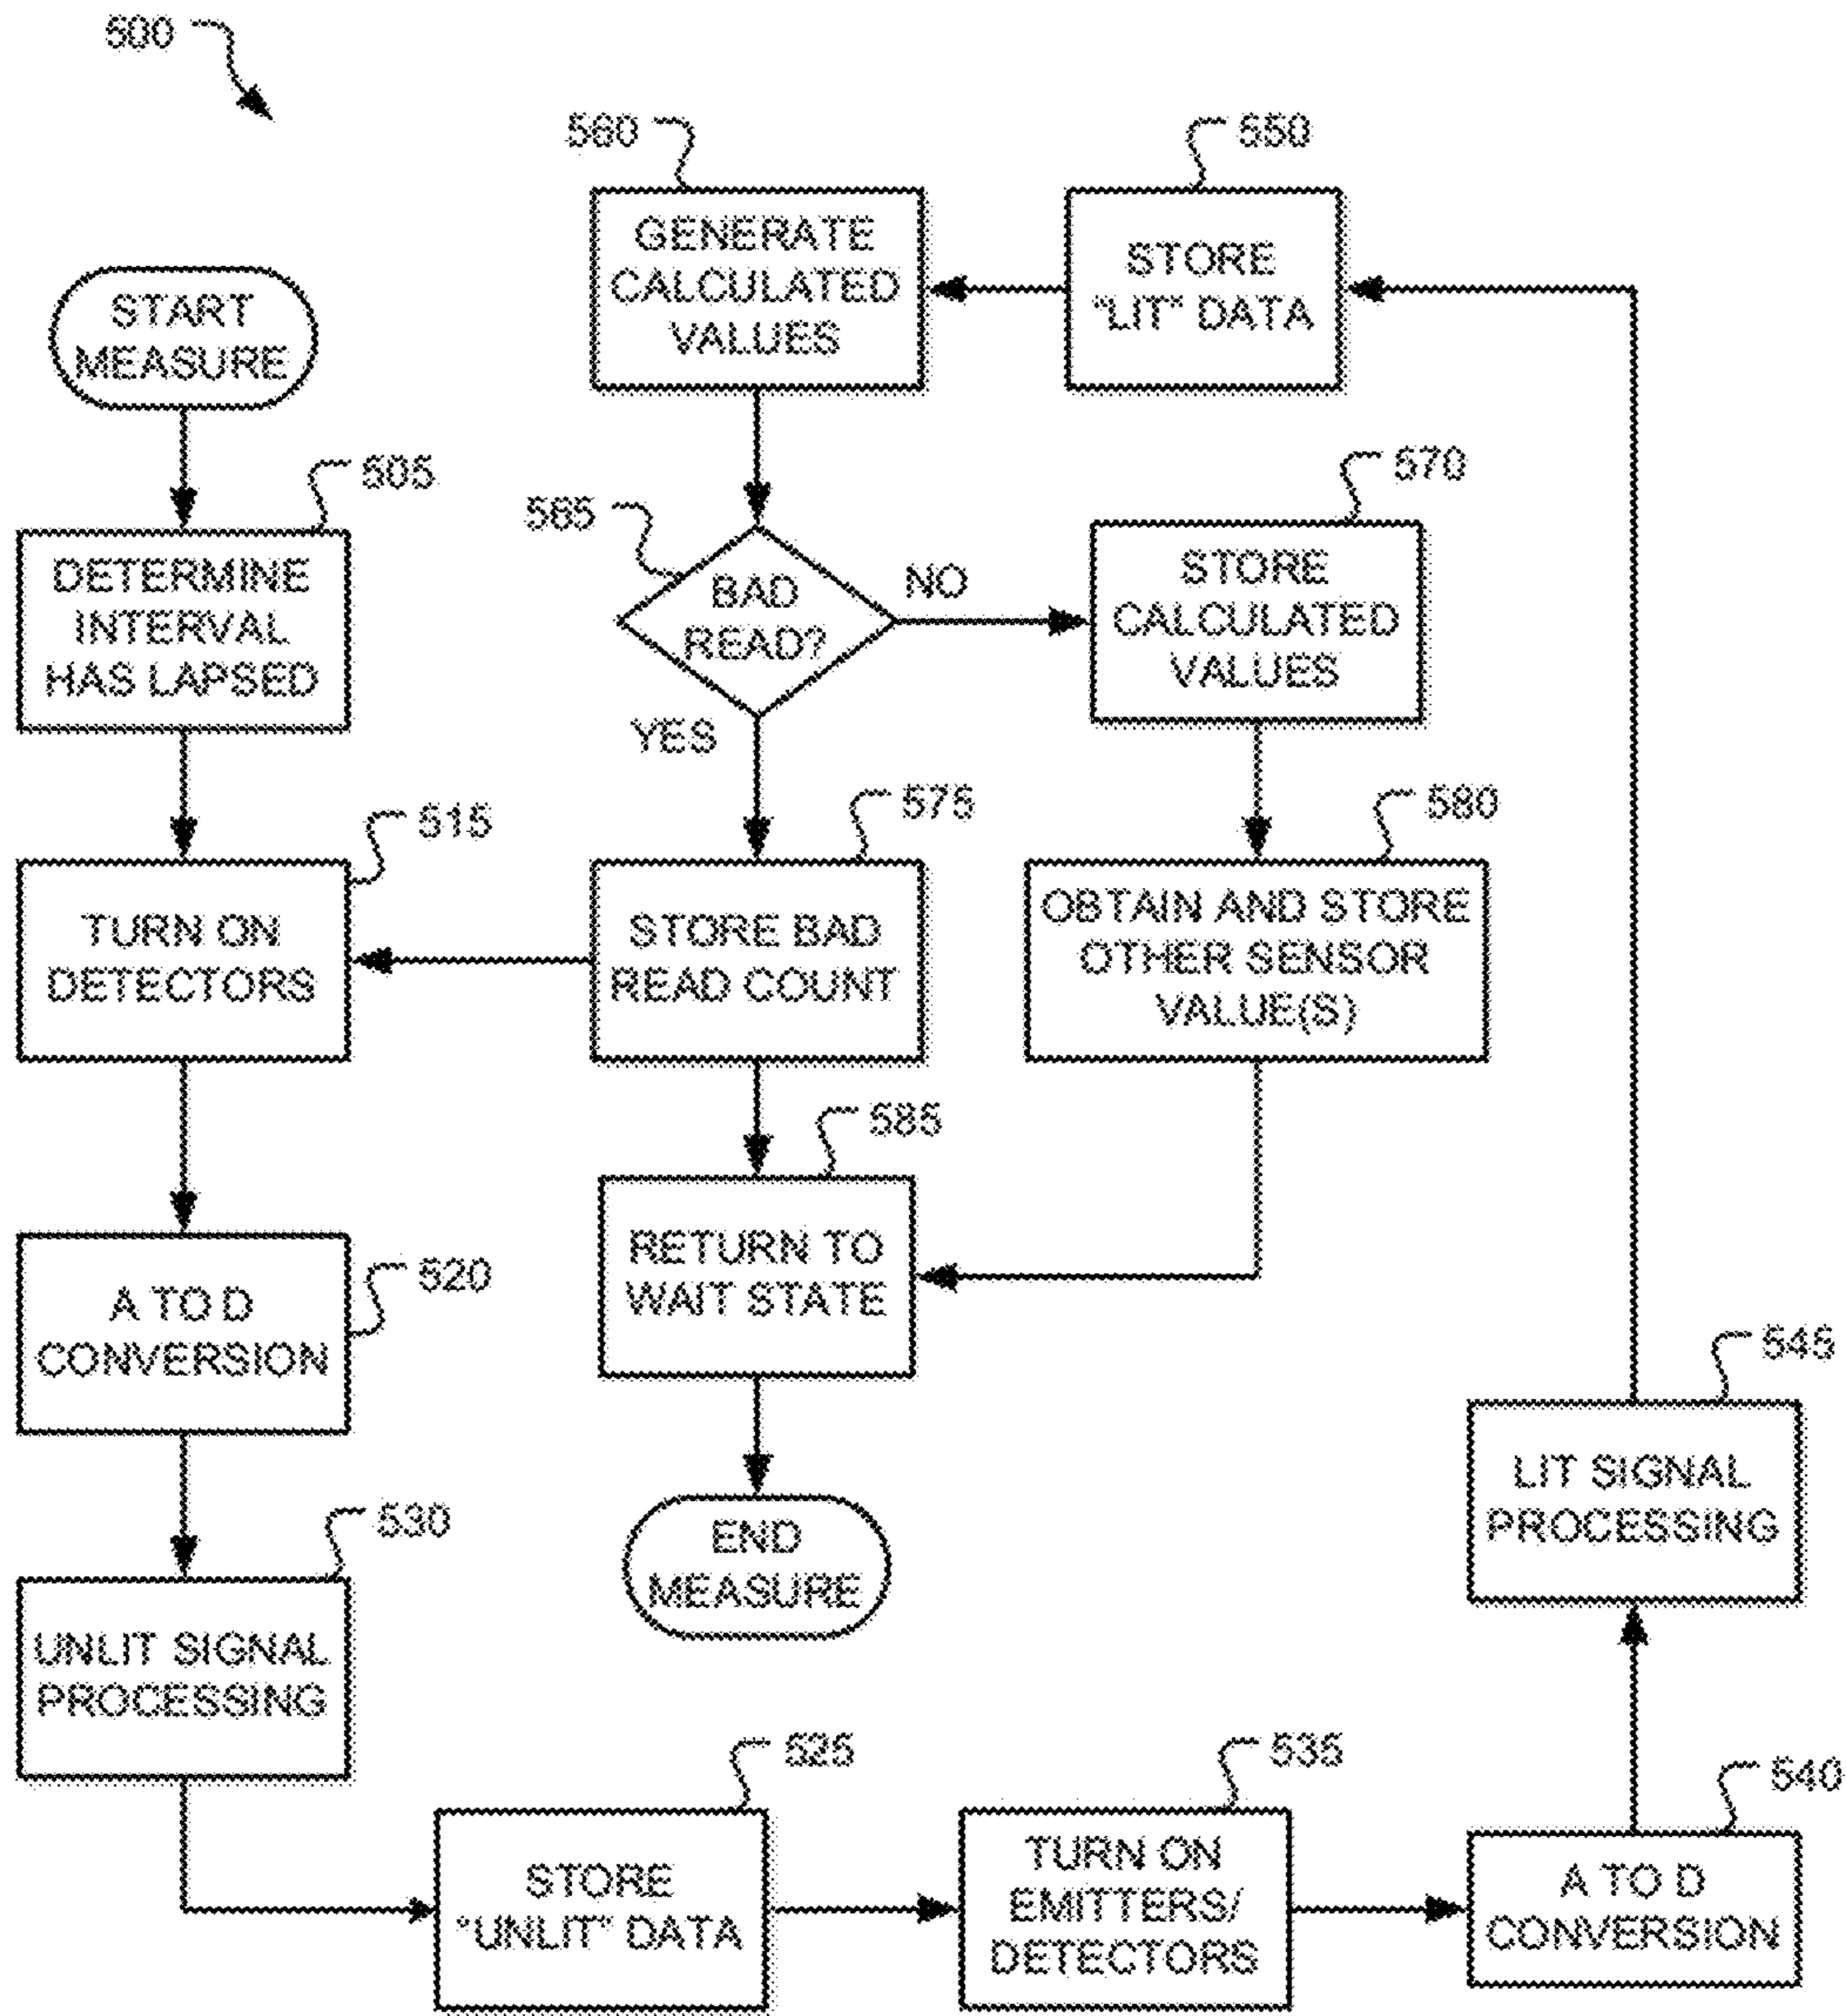 500
START
MEASURE
505
DETERMINE
INTERVAL
HAS LAPSED
515
TURN ON
DETECTORS
520
A TO D
CONVERSION
530
UNLIT SIGNAL
PROCESSING
525
STORE
"UNLIT" DATA
535
TURN ON
EMITTERS/
DETECTORS
540
A TO D
CONVERSION
545
LIT SIGNAL
PROCESSING
550
STORE
"LIT" DATA
560
GENERATE
CALCULATED
VALUES
565
BAD
READ?
NO
YES
570
STORE
CALCULATED
VALUES
575
STORE BAD
READ COUNT
580
OBTAIN AND STORE
OTHER SENSOR
VALUE(S)
585
RETURN TO
WAIT STATE
END
MEASURE